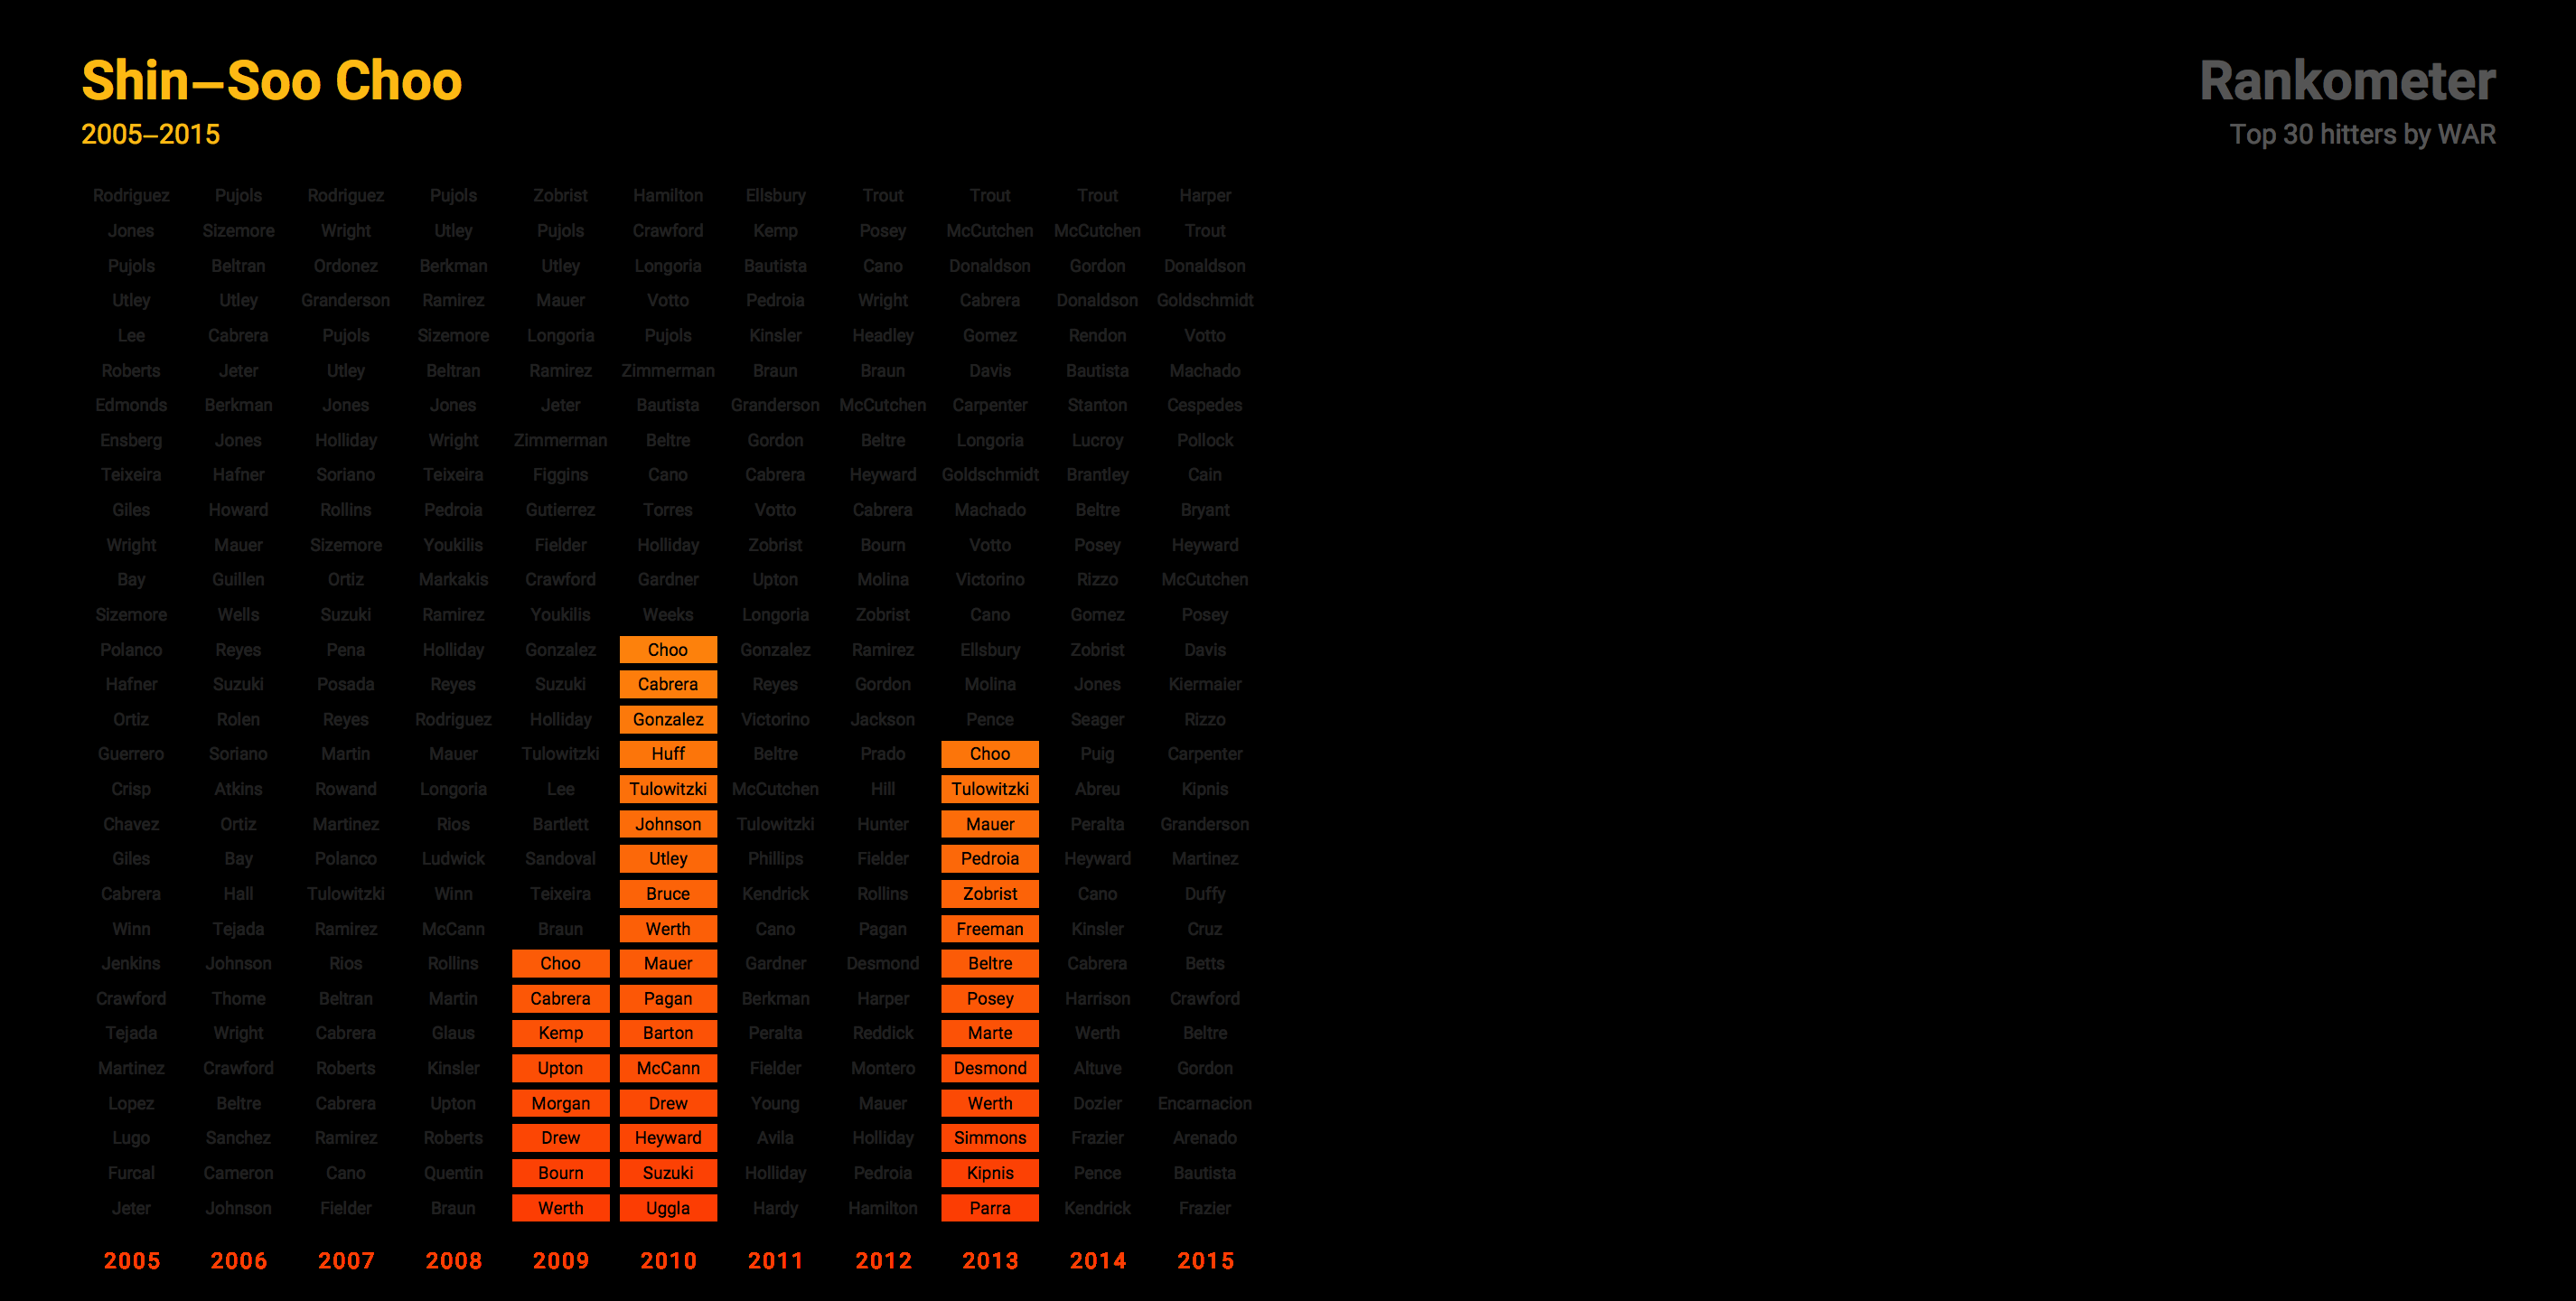 Shin–Soo Choo Rankometer
2005–2015 Top 30 hitters by WAR
Rodriguez Pujols Rodriguez Pujols Zobrist Hamilton Ellsbury Trout Trout Trout Harper
Jones Sizemore Wright Utley Pujols Crawford Kemp Posey McCutchen McCutchen Trout
Pujols Beltran Ordonez Berkman Utley Longoria Bautista Cano Donaldson Gordon Donaldson
Utley Utley Granderson Ramirez Mauer Votto Pedroia Wright Cabrera Donaldson Goldschmidt
Lee Cabrera Pujols Sizemore Longoria Pujols Kinsler Headley Gomez Rendon Votto
Roberts Jeter Utley Beltran Ramirez Zimmerman Braun Braun Davis Bautista Machado
Edmonds Berkman Jones Jones Jeter Bautista Granderson McCutchen Carpenter Stanton Cespedes
Ensberg Jones Holliday Wright Zimmerman Beltre Gordon Beltre Longoria Lucroy Pollock
Teixeira Hafner Soriano Teixeira Figgins Cano Cabrera Heyward Goldschmidt Brantley Cain
Giles Howard Rollins Pedroia Gutierrez Torres Votto Cabrera Machado Beltre Bryant
Wright Mauer Sizemore Youkilis Fielder Holliday Zobrist Bourn Votto Posey Heyward
Bay Guillen Ortiz Markakis Crawford Gardner Upton Molina Victorino Rizzo McCutchen
Sizemore Wells Suzuki Ramirez Youkilis Weeks Longoria Zobrist Cano Gomez Posey
Polanco Reyes Pena Holliday Gonzalez Choo Gonzalez Ramirez Ellsbury Zobrist Davis
Hafner Suzuki Posada Reyes Suzuki Cabrera Reyes Gordon Molina Jones Kiermaier
Ortiz Rolen Reyes Rodriguez Holliday Gonzalez Victorino Jackson Pence Seager Rizzo
Guerrero Soriano Martin Mauer Tulowitzki Huff Beltre Prado Choo Puig Carpenter
Crisp Atkins Rowand Longoria Lee Tulowitzki McCutchen Hill Tulowitzki Abreu Kipnis
Chavez Ortiz Martinez Rios Bartlett Johnson Tulowitzki Hunter Mauer Peralta Granderson
Giles Bay Polanco Ludwick Sandoval Utley Phillips Fielder Pedroia Heyward Martinez
Cabrera Hall Tulowitzki Winn Teixeira Bruce Kendrick Rollins Zobrist Cano Duffy
Winn Tejada Ramirez McCann Braun Werth Cano Pagan Freeman Kinsler Cruz
Jenkins Johnson Rios Rollins Choo Mauer Gardner Desmond Beltre Cabrera Betts
Crawford Thome Beltran Martin Cabrera Pagan Berkman Harper Posey Harrison Crawford
Tejada Wright Cabrera Glaus Kemp Barton Peralta Reddick Marte Werth Beltre
Martinez Crawford Roberts Kinsler Upton McCann Fielder Montero Desmond Altuve Gordon
Lopez Beltre Cabrera Upton Morgan Drew Young Mauer Werth Dozier Encarnacion
Lugo Sanchez Ramirez Roberts Drew Heyward Avila Holliday Simmons Frazier Arenado
Furcal Cameron Cano Quentin Bourn Suzuki Holliday Pedroia Kipnis Pence Bautista
Jeter Johnson Fielder Braun Werth Uggla Hardy Hamilton Parra Kendrick Frazier
2005 2006 2007 2008 2009 2010 2011 2012 2013 2014 2015